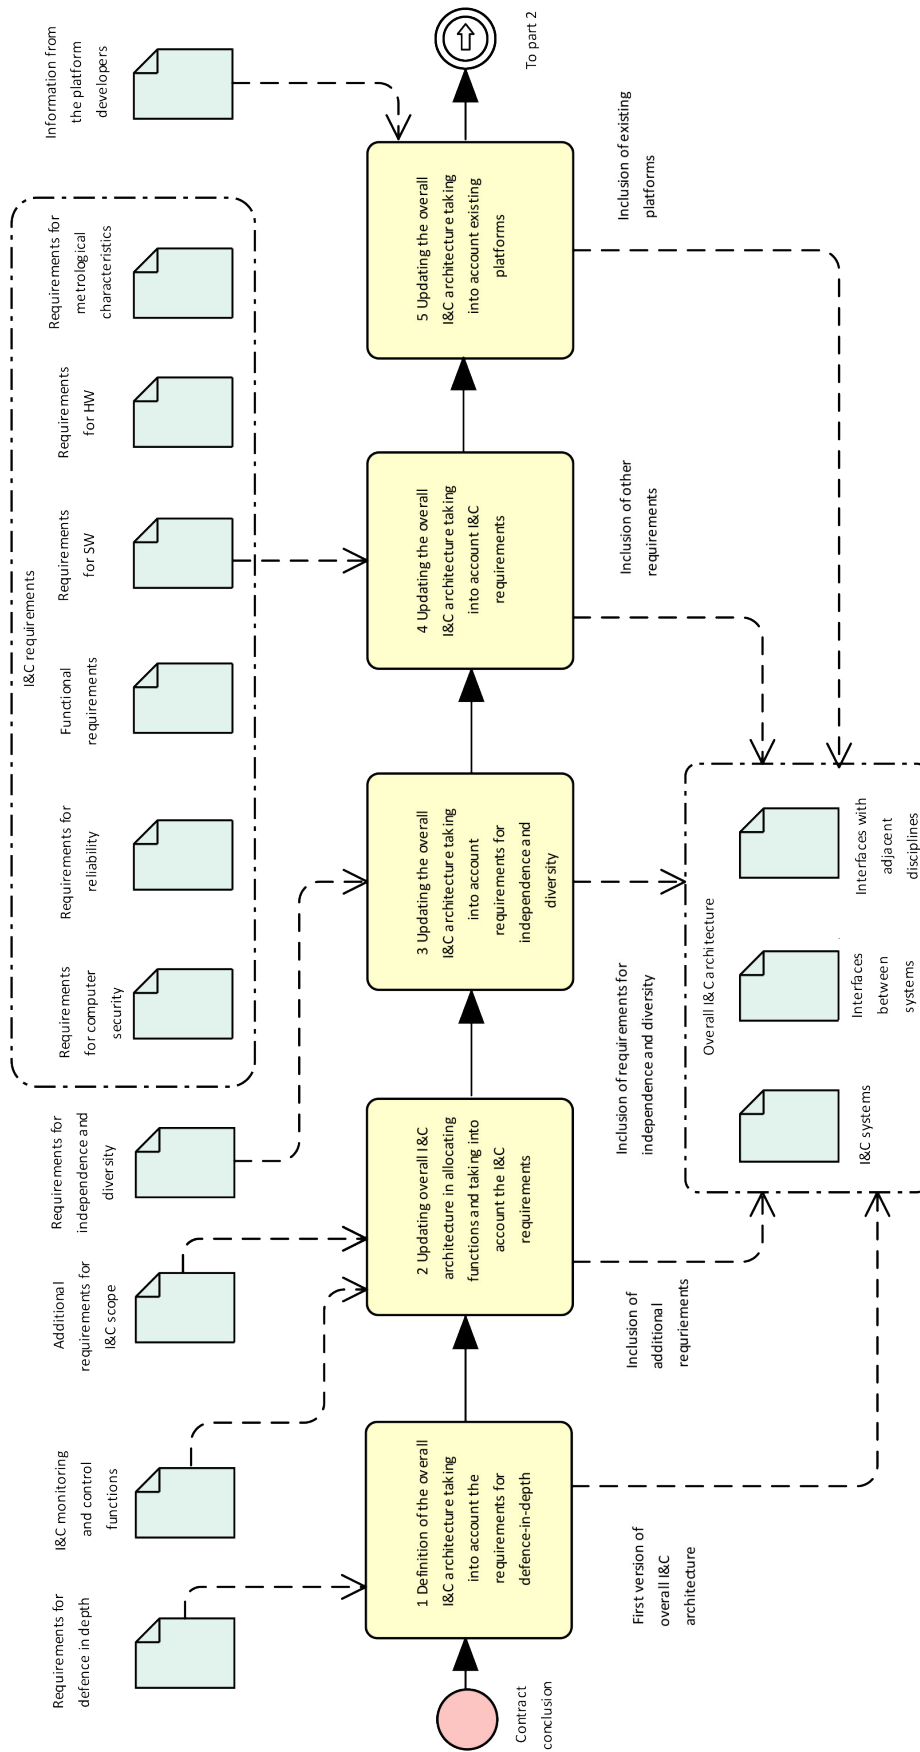 Requirements for
defence in depth
I&C monitoring
and control
functions
Additional
requirements for
I&C scope
Requirements for
independence and
diversity
I&C requirements
Requirements
for computer
security
Requirements for
reliability
Functional
requirements
Requirements
for SW
Requirements
for HW
Requirements for
metrological
characteristics
Information from
the platform
developers
Contract
conclusion
1 Definition of the overall
I&C architecture taking
into account the
requirements for
defence-in-depth
2 Updating overall I&C
architecture in allocating
functions and taking into
account the I&C
requirements
3 Updating the overall
I&C architecture taking
into account
requirements for
independence and
diversity
4 Updating the overall
I&C architecture taking
into account I&C
requirements
5 Updating the overall
I&C architecture taking
into account existing
platforms
To part 2
First version of
overall I&C
architecture
Inclusion of
additional
requriements
Inclusion of requirements for
independence and diversity
Inclusion of other
requirements
Inclusion of existing
platforms
Overall I&C architecture
I&C systems
Interfaces
between
systems
Interfaces with
adjacent
disciplines